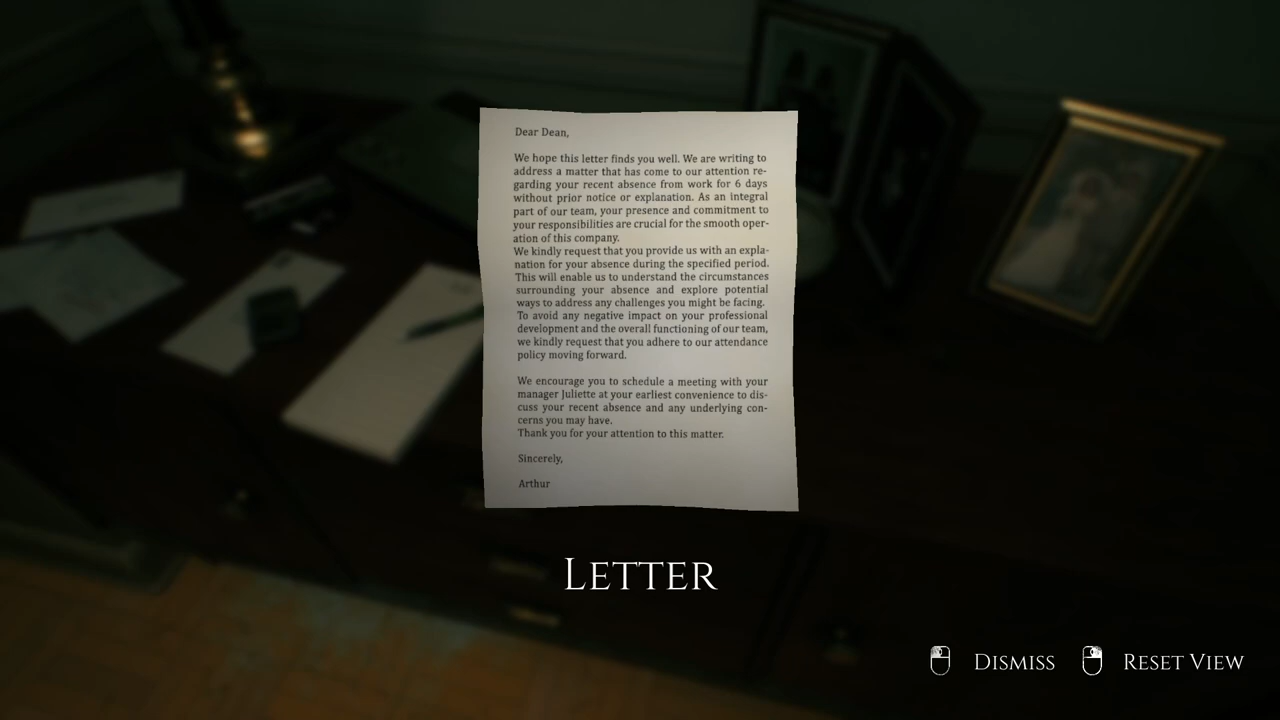 Dear Dean,
We hope this letter finds you well. We are writing to
address a matter that has come to our attention re-
garding your recent absence from work for 6 days
without prior notice or explanation. As an integral
part of our team, your presence and commitment to
your responsibilities are crucial for the smooth oper-
ation of this company.
We kindly request that you provide us with an expla-
nation for your absence during the specified period.
This will enable us to understand the circumstances
surrounding your absence and explore potential
ways to address any challenges you might be facing.
To avoid any negative impact on your professional
development and the overall functioning of our team,
we kindly request that you adhere to our attendance
policy moving forward.
We encourage you to schedule a meeting with your
manager Juliette at your earliest convenience to dis-
cuss your recent absence and any underlying con-
cerns you may have.
Thank you for your attention to this matter.
Sincerely,
Arthur
Letter
Dismiss Reset View